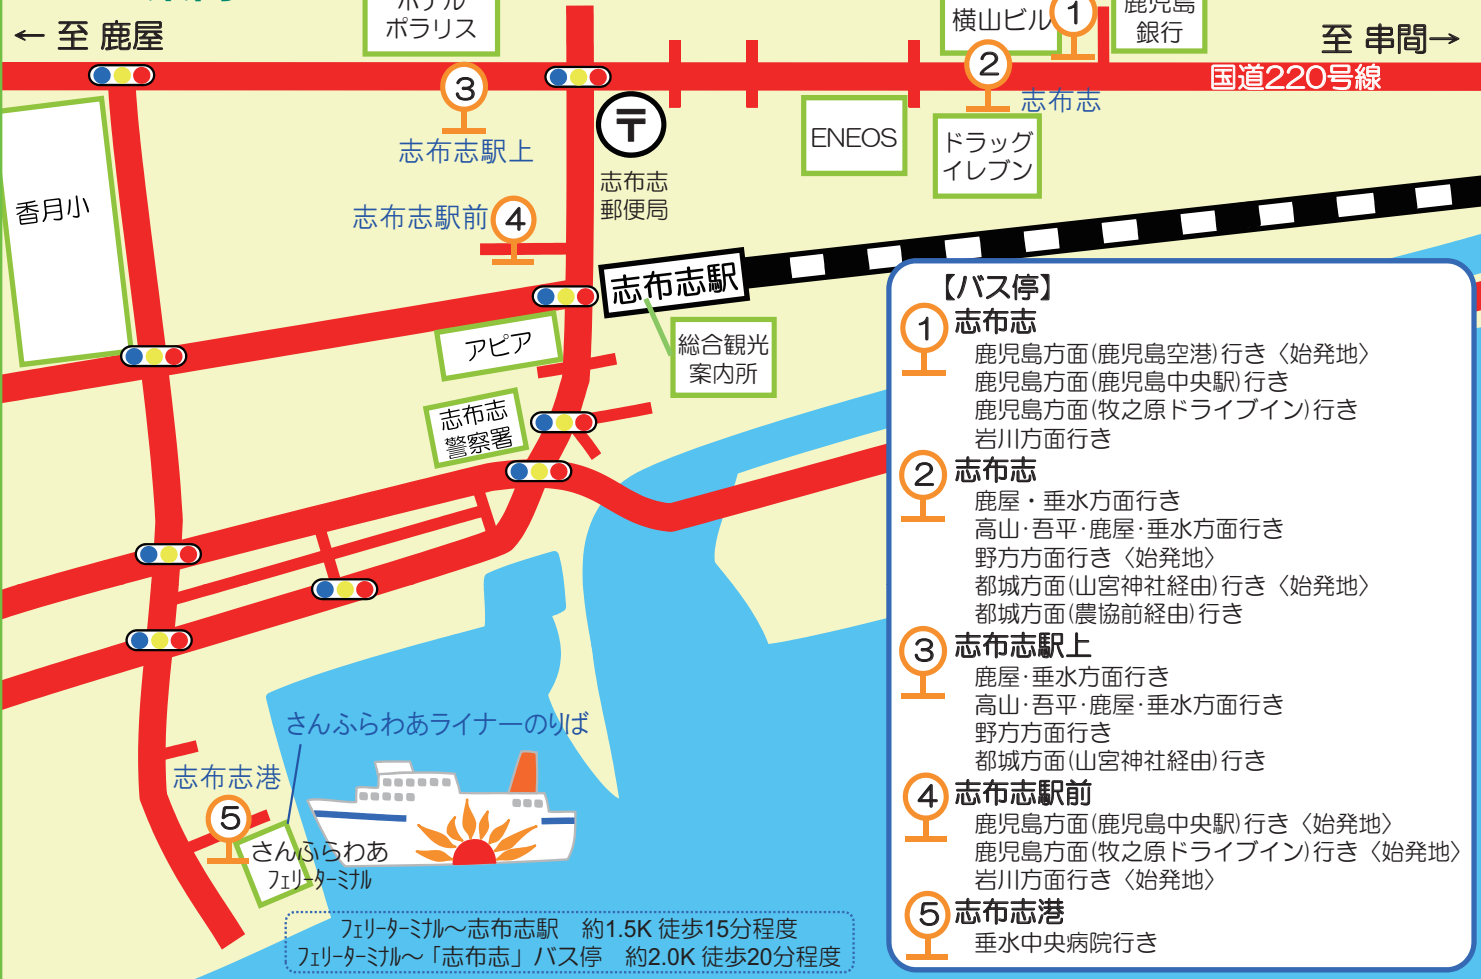 ← 至 鹿屋
ホテル
ポラリス
横山ビル
①
鹿児島
銀行
至 串間→
国道220号線
②
志布志
③
志布志駅上
〒
志布志
郵便局
ENEOS
ドラッグ
イレブン
香月小
志布志駅前
④
志布志駅
総合観光
案内所
アピア
志布志
警察署
さんふらわあライナーのりば
志布志港
⑤
さんふらわあ
フェリーターミナル
フェリーターミナル～志布志駅 約1.5K 徒歩15分程度
フェリーターミナル～「志布志」バス停 約2.0K 徒歩20分程度
【バス停】
① 志布志
鹿児島方面(鹿児島空港)行き〈始発地〉
鹿児島方面(鹿児島中央駅)行き
鹿児島方面(牧之原ドライブイン)行き
岩川方面行き
② 志布志
鹿屋・垂水方面行き
高山・吾平・鹿屋・垂水方面行き
野方方面行き〈始発地〉
都城方面(山宮神社経由)行き〈始発地〉
都城方面(農協前経由)行き
③ 志布志駅上
鹿屋・垂水方面行き
高山・吾平・鹿屋・垂水方面行き
野方方面行き
都城方面(山宮神社経由)行き
④ 志布志駅前
鹿児島方面(鹿児島中央駅)行き〈始発地〉
鹿児島方面(牧之原ドライブイン)行き〈始発地〉
岩川方面行き〈始発地〉
⑤ 志布志港
垂水中央病院行き